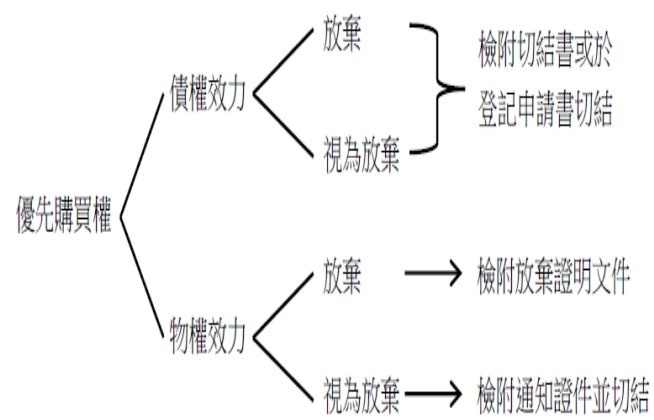 優先購買權
債權效力
放棄
視為放棄
檢附切結書或於
登記申請書切結
物權效力
放棄
檢附放棄證明文件
視為放棄
檢附通知證件並切結